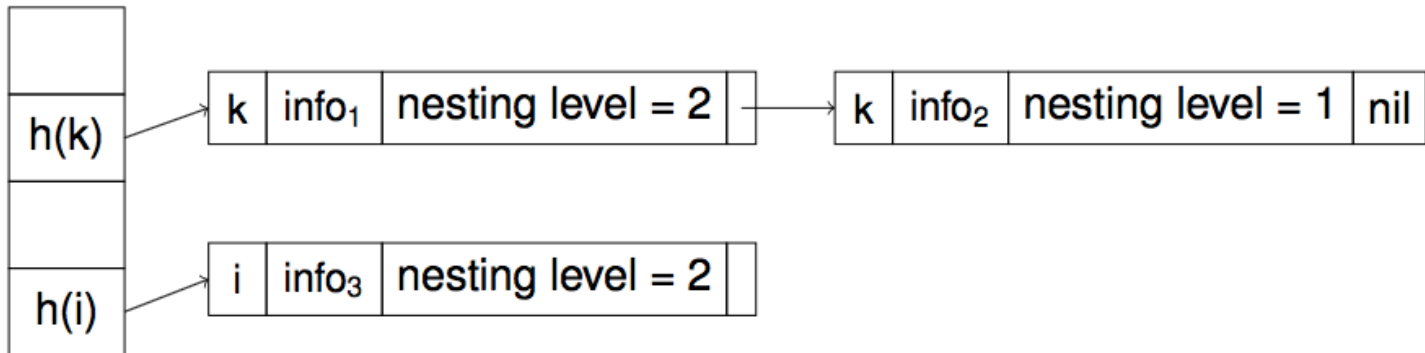 h(k) k info₁ nesting level = 2 k info₂ nesting level = 1 nil
h(i) i info₃ nesting level = 2